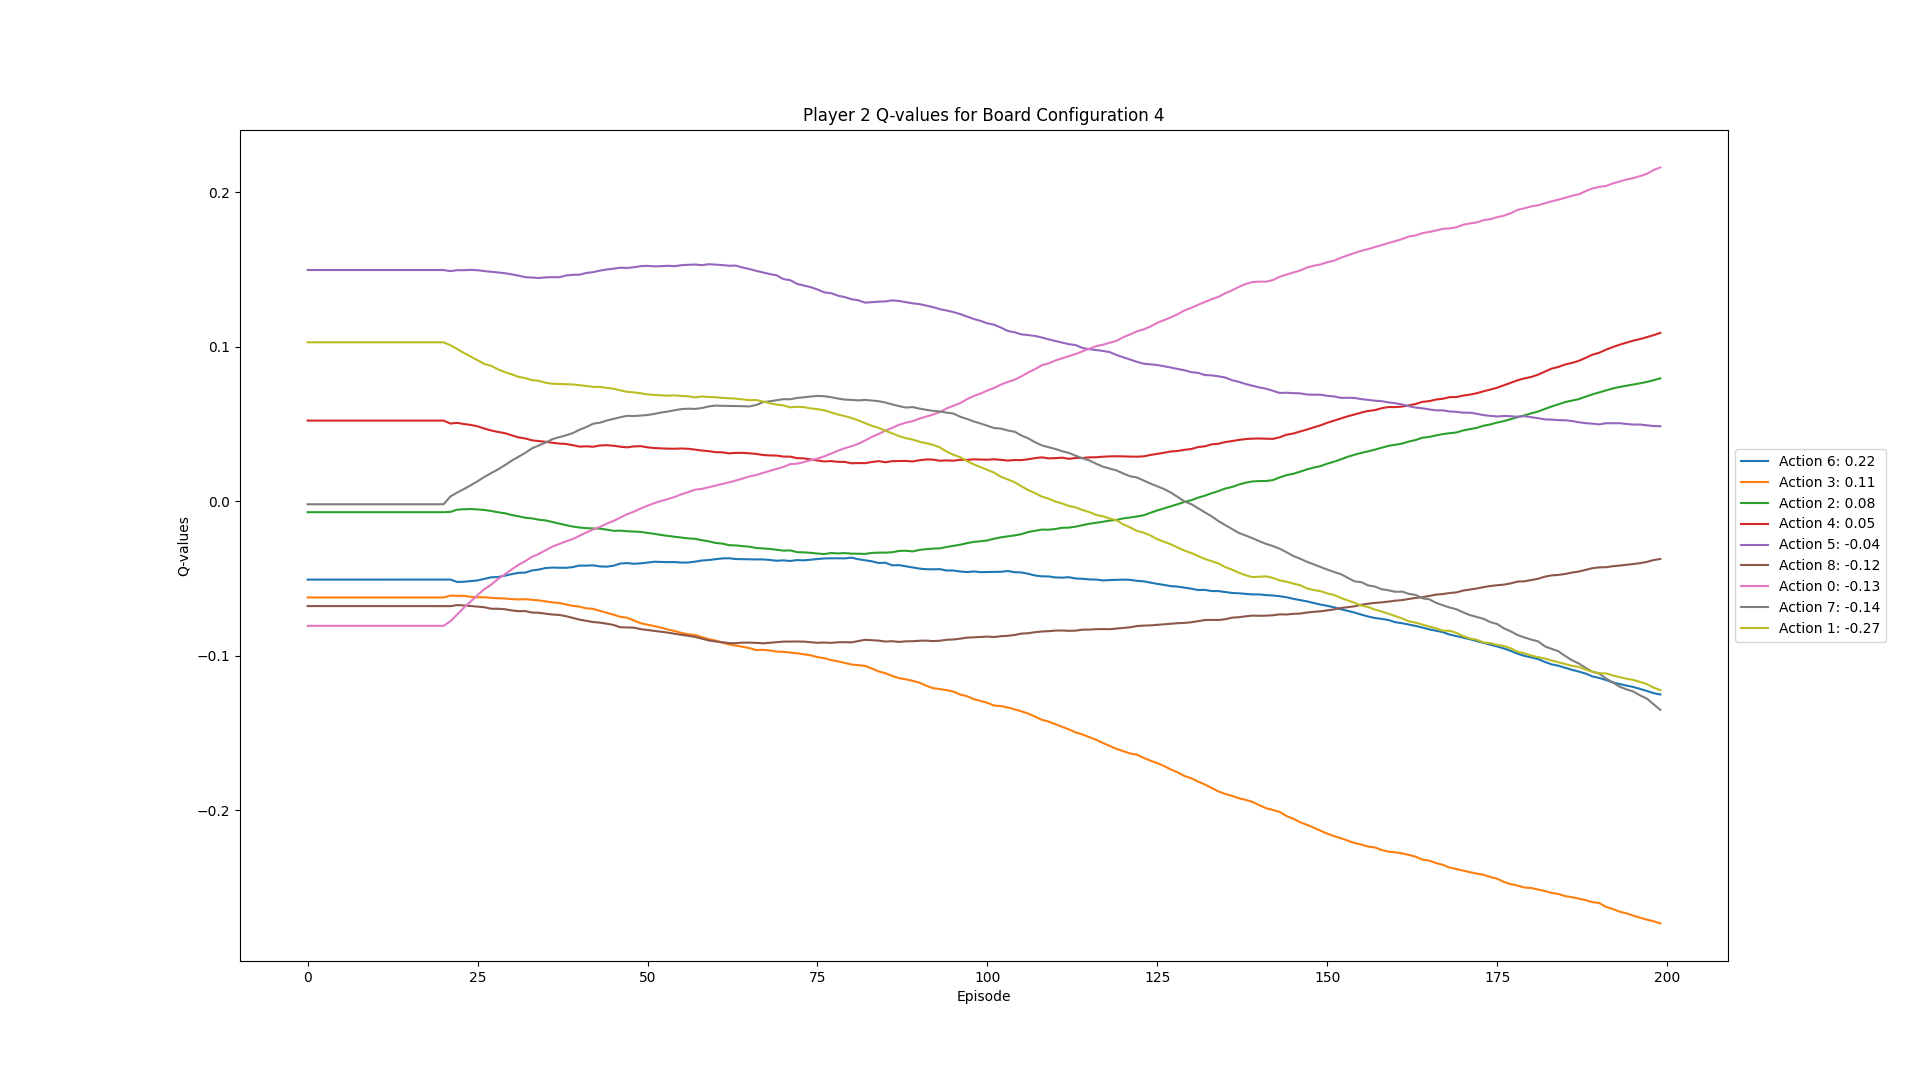 Player 2 Q-values for Board Configuration 4
0.2
0.1
0.0
−0.1
−0.2
Q-values
0 25 50 75 100 125 150 175 200
Episode
Action 6: 0.22
Action 3: 0.11
Action 2: 0.08
Action 4: 0.05
Action 5: -0.04
Action 8: -0.12
Action 0: -0.13
Action 7: -0.14
Action 1: -0.27